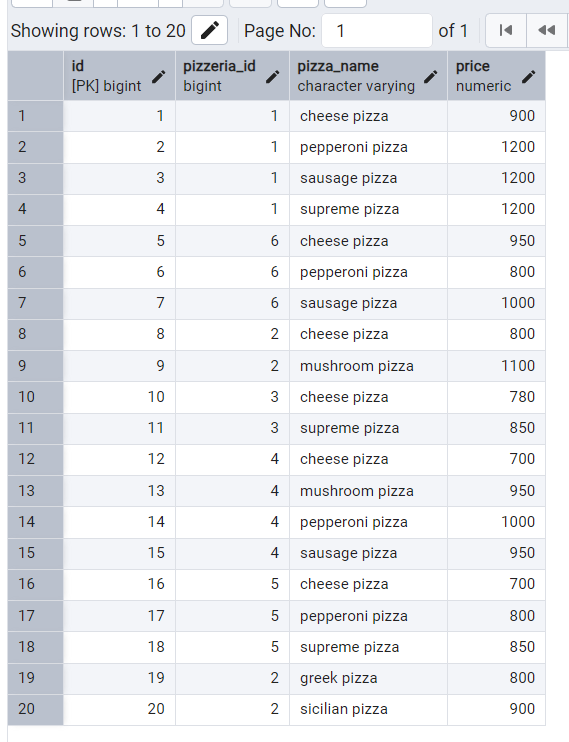 Showing rows: 1 to 20 Page No: 1 of 1
id pizzeria_id pizza_name price
[PK] bigint bigint character varying numeric
1 1 1 cheese pizza 900
2 2 1 pepperoni pizza 1200
3 3 1 sausage pizza 1200
4 4 1 supreme pizza 1200
5 5 6 cheese pizza 950
6 6 6 pepperoni pizza 800
7 7 6 sausage pizza 1000
8 8 2 cheese pizza 800
9 9 2 mushroom pizza 1100
10 10 3 cheese pizza 780
11 11 3 supreme pizza 850
12 12 4 cheese pizza 700
13 13 4 mushroom pizza 950
14 14 4 pepperoni pizza 1000
15 15 4 sausage pizza 950
16 16 5 cheese pizza 700
17 17 5 pepperoni pizza 800
18 18 5 supreme pizza 850
19 19 2 greek pizza 800
20 20 2 sicilian pizza 900